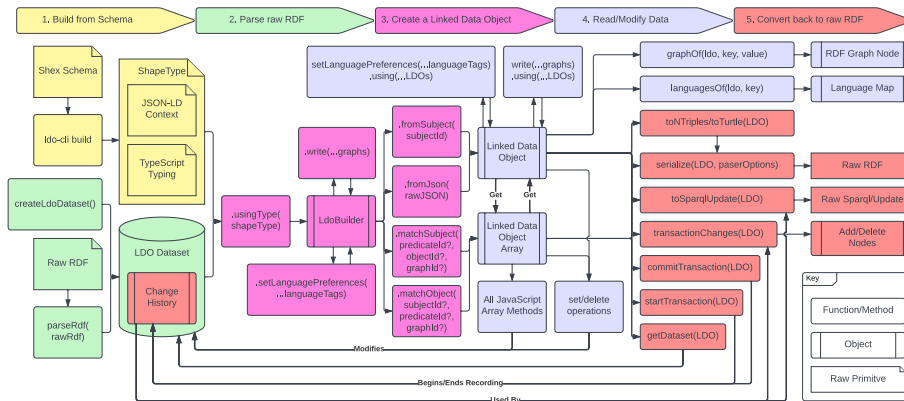 1. Build from Schema
2. Parse raw RDF
3. Create a Linked Data Object
4. Read/Modify Data
5. Convert back to raw RDF
Shex Schema
ldo-cli build
ShapeType
JSON-LD
Context
TypeScript
Typing
createLdoDataset()
Raw RDF
parseRdf(
rawRdf)
LDO Dataset
Change
History
.usingType(
shapeType)
.write(...graphs)
LdoBuilder
.setLanguagePreferences(
...languageTags)
.fromSubject(
subjectId)
.fromJson(
rawJSON)
.matchSubject(
predicateId?,
objectId?,
graphId?)
.matchObject(
subjectId?,
predicateId?,
graphId?)
setLanguagePreferences(...languageTags)
.using(...LDOs)
write(...graphs)
.using(...LDOs)
Linked Data
Object
Get
Get
Linked Data
Object
Array
All JavaScript
Array Methods
set/delete
operations
graphOf(ldo, key, value)
RDF Graph Node
languagesOf(ldo, key)
Language Map
toNTriples/toTurtle(LDO)
serialize(LDO, paserOptions)
Raw RDF
toSparqlUpdate(LDO)
Raw Sparql/Update
transactionChanges(LDO)
Add/Delete
Nodes
commitTransaction(LDO)
startTransaction(LDO)
getDataset(LDO)
Modifies
Begins/Ends Recording
Used By
Key
Function/Method
Object
Raw Primitve